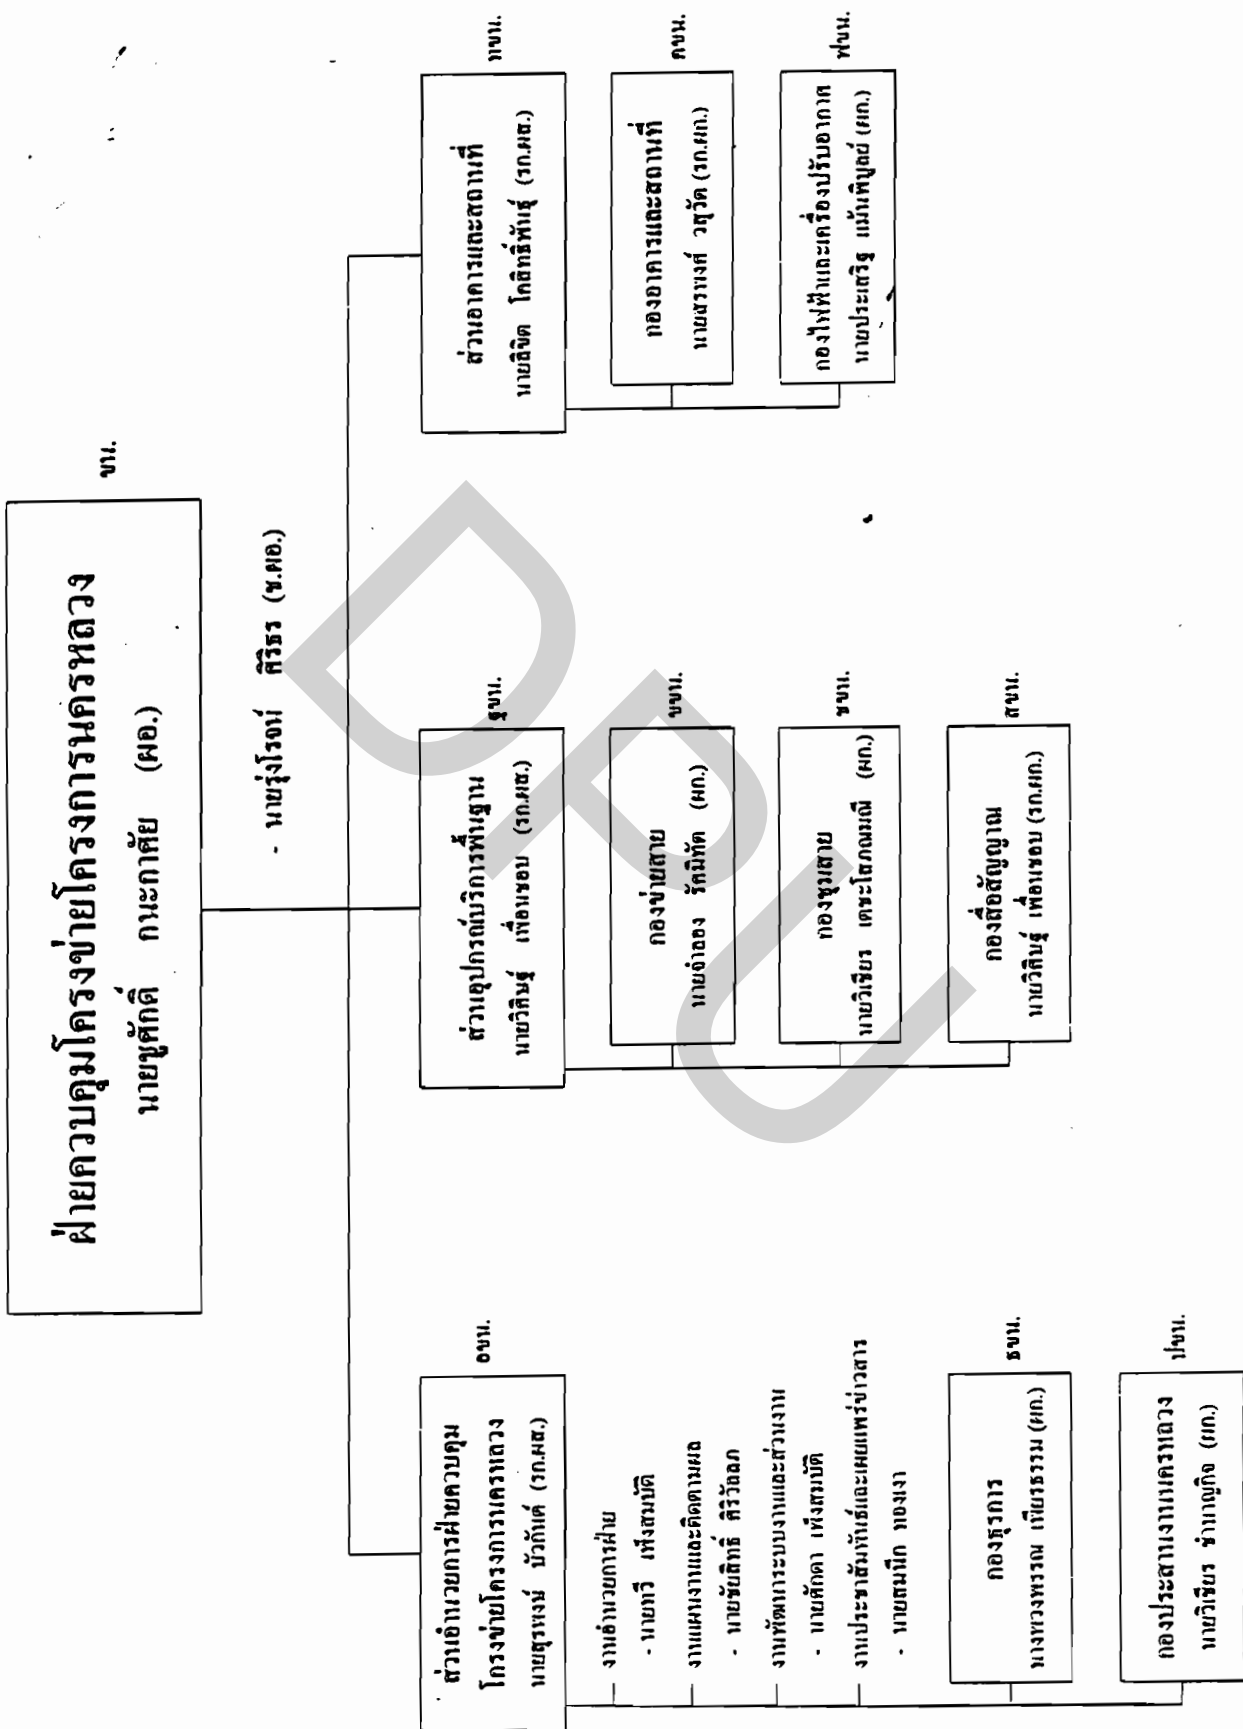 ขน.
ฝ่ายควบคุมโครงข่ายโครงการนครหลวง
นายชูศักดิ์ กนะกาศัย (ผอ.)
- นายรุ่งโรจน์ ศิริธร (ช.ผอ.)
อขน.
ส่วนอำนวยการฝ่ายควบคุม
โครงข่ายโครงการนครหลวง
นายสุรพงษ์ บัวกันต์ (รก.ผส.)
งานอำนวยการฝ่าย
- นายทวี เพ็งสมบัติ
งานแผนงานและติดตามผล
- นายชัยสิทธิ์ ศิริวัลลภ
งานพัฒนาระบบงานและส่วนงาน
- นายศักดา เพ็งสมบัติ
งานประชาสัมพันธ์และเผยแพร่ข่าวสาร
- นายสมนึก ทองเงา
ธขน.
กองธุรการ
นางพวงพรรณ เพียรธรรม (ผก.)
ปขน.
กองประสานงานนครหลวง
นายวิเชียร ชำนาญกิจ (ผก.)
ฐขน.
ส่วนอุปกรณ์บริการพื้นฐาน
นายวิศิษฐ์ เพื่อนชอบ (รก.ผส.)
ขขน.
กองข่ายสาย
นายจำลอง รัศมิทัต (ผก.)
ชขน.
กองชุมสาย
นายวิเชียร เตชะโสภณมณี (ผก.)
สขน.
กองสื่อสัญญาณ
นายวิศิษฐ์ เพื่อนชอบ (รก.ผก.)
ทขน.
ส่วนอาคารและสถานที่
นายลิขิต โกสิทธิ์พันธุ์ (รก.ผส.)
คขน.
กองอาคารและสถานที่
นายสรพงศ์ วสุวัต (รก.ผก.)
ฟขน.
กองไฟฟ้าและเครื่องปรับอากาศ
นายประเสริฐ แม้นพิบูลย์ (ผก.)
DPU